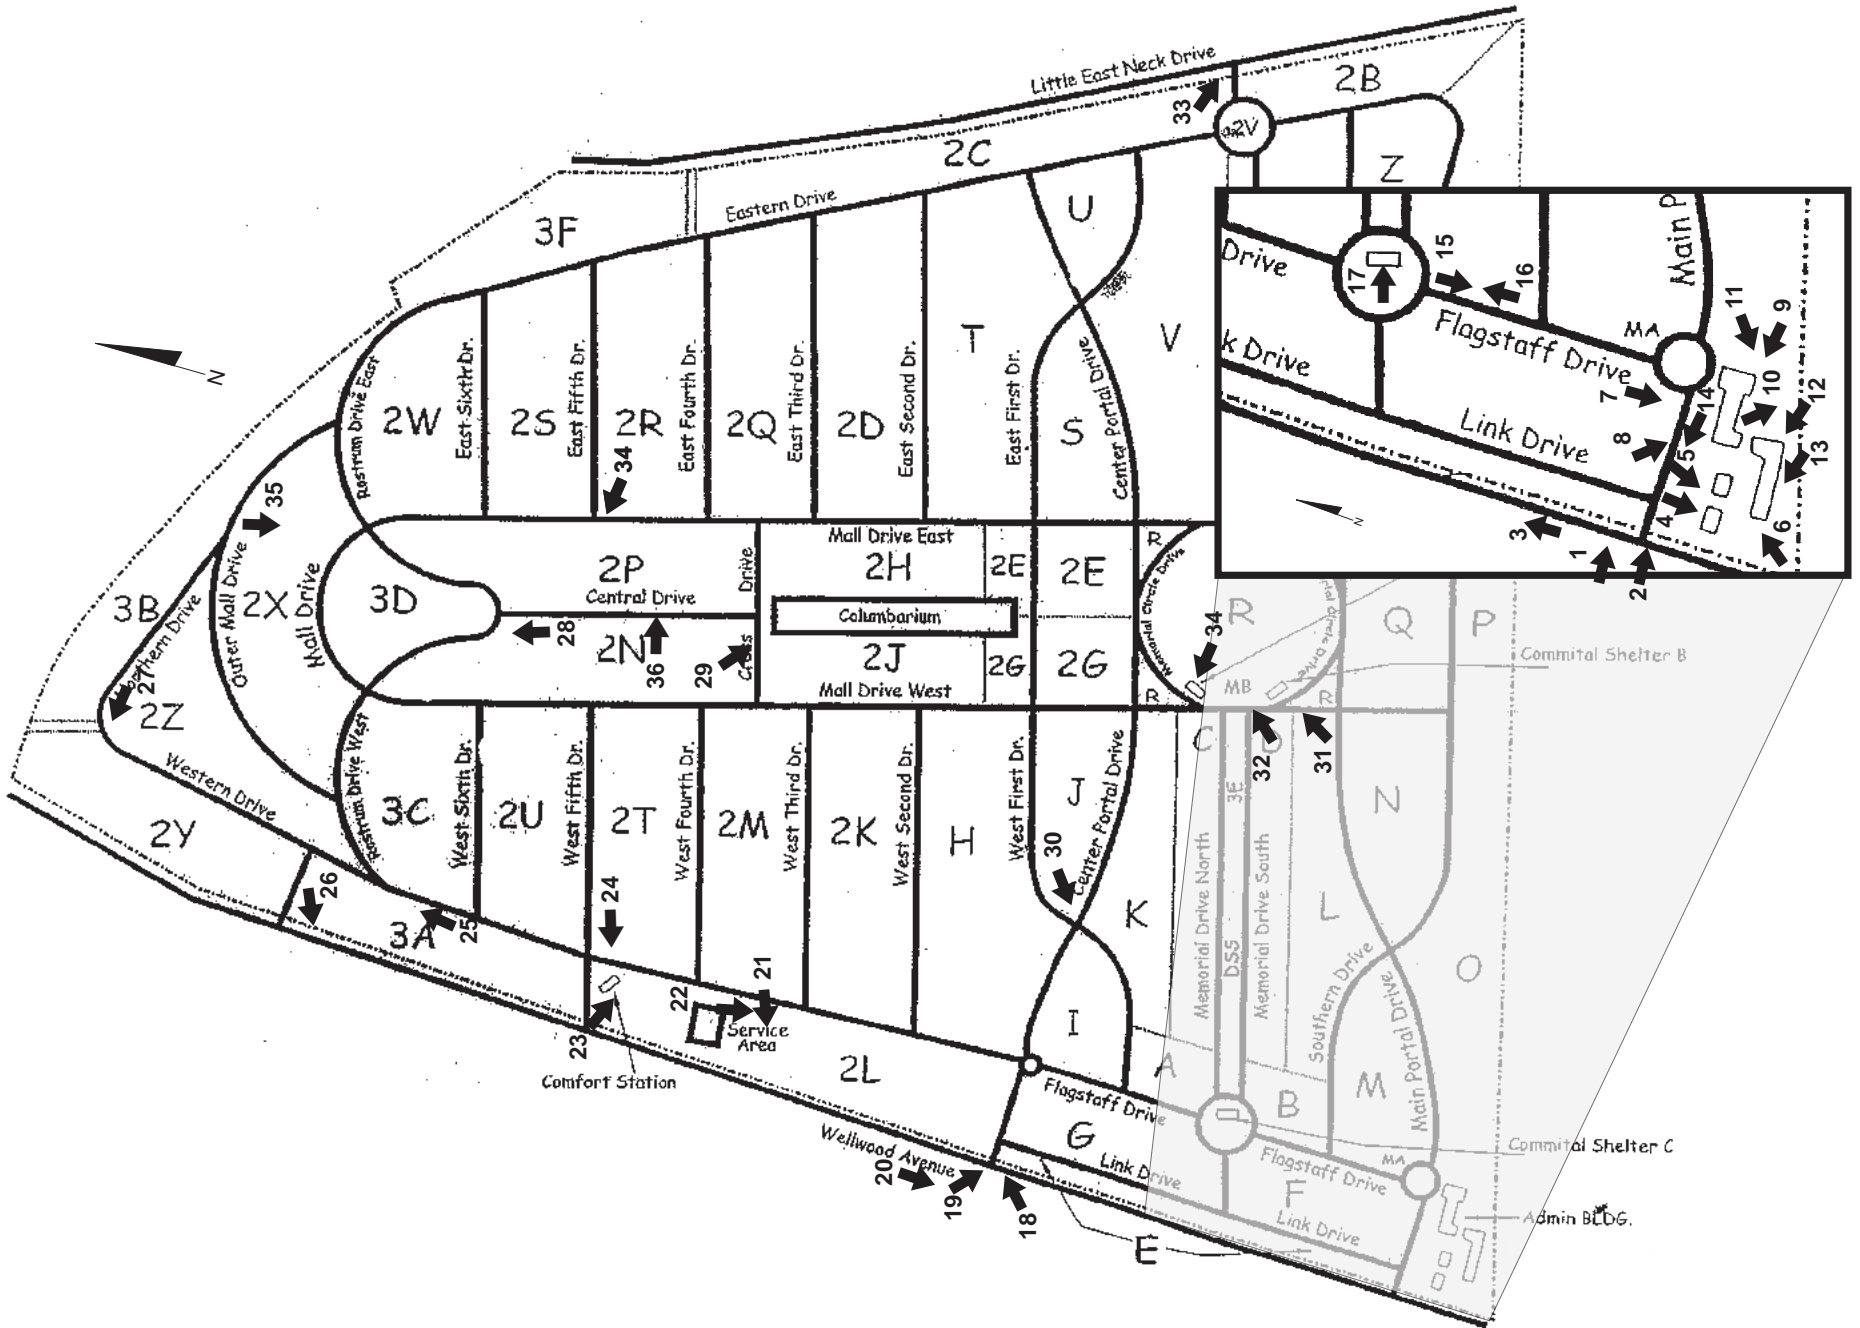 Little East Neck Drive
33
2B
2V
2C
Z
Eastern Drive
3F
U
N
Rostrum Drive East
2W
East Sixth Dr.
2S
East Fifth Dr.
2R
34
East Fourth Dr.
2Q
East Third Dr.
2D
East Second Dr.
T
East First Dr.
S
Center Portal Drive
V
35
Drive
17
15
16
Main P
11
9
MA
Flagstaff Drive
k Drive
7
10
12
14
Link Drive
8
5
13
4
6
3
1
2
N
Mall Drive East
2P
2H
2E
2E
R
Central Drive
Drive
3D
Mall Drive
2X
Outer Mall Drive
3B
Northern Drive
27
2Z
Columbarium
28
2N
36
29
Cross
2J
2G
2G
Mall Drive West
Memorial Circle Drive
R
34
R
MB
Memorial Circle Drive
R
Q
P
Commital Shelter B
C
D
32
31
Western Drive
2Y
Rostrum Drive West
3C
West Sixth Dr.
2U
West Fifth Dr.
2T
West Fourth Dr.
2M
West Third Dr.
2K
West Second Dr.
H
West First Dr.
30
J
Center Portal Drive
K
3E
Memorial Drive North
DSS
Memorial Drive South
L
N
Southern Drive
Main Portal Drive
O
26
3A
25
24
23
22
21
Service
Area
Comfort Station
2L
I
A
B
M
Flagstaff Drive
G
Link Drive
Commital Shelter C
Flagstaff Drive
MA
F
Link Drive
Admin BLDG.
Wellwood Avenue
20
19
18
E